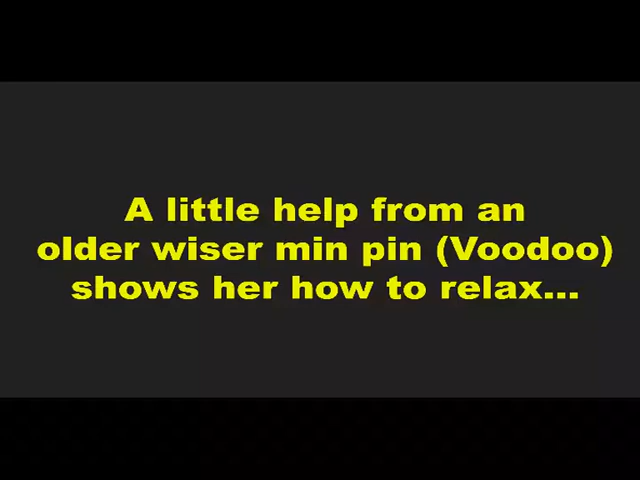 A little help from an
older wiser min pin (Voodoo)
shows her how to relax...